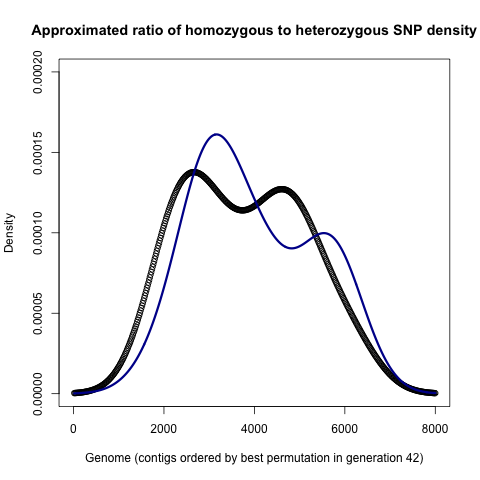 Approximated ratio of homozygous to heterozygous SNP density
0.00020
0.00015
0.00010
0.00005
0.00000
Density
0 2000 4000 6000 8000
Genome (contigs ordered by best permutation in generation 42)